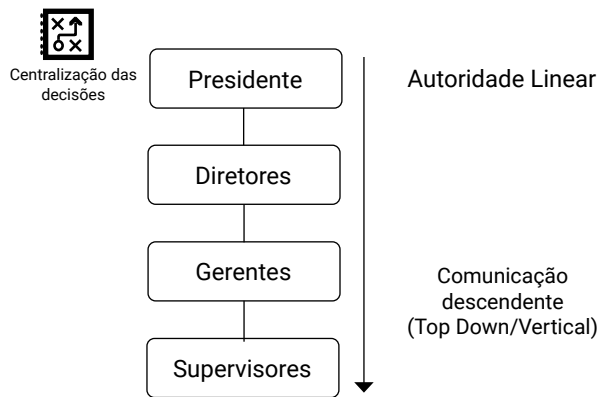 Centralização das
decisões
Presidente
Autoridade Linear
Diretores
Gerentes
Comunicação
descendente
(Top Down/Vertical)
Supervisores